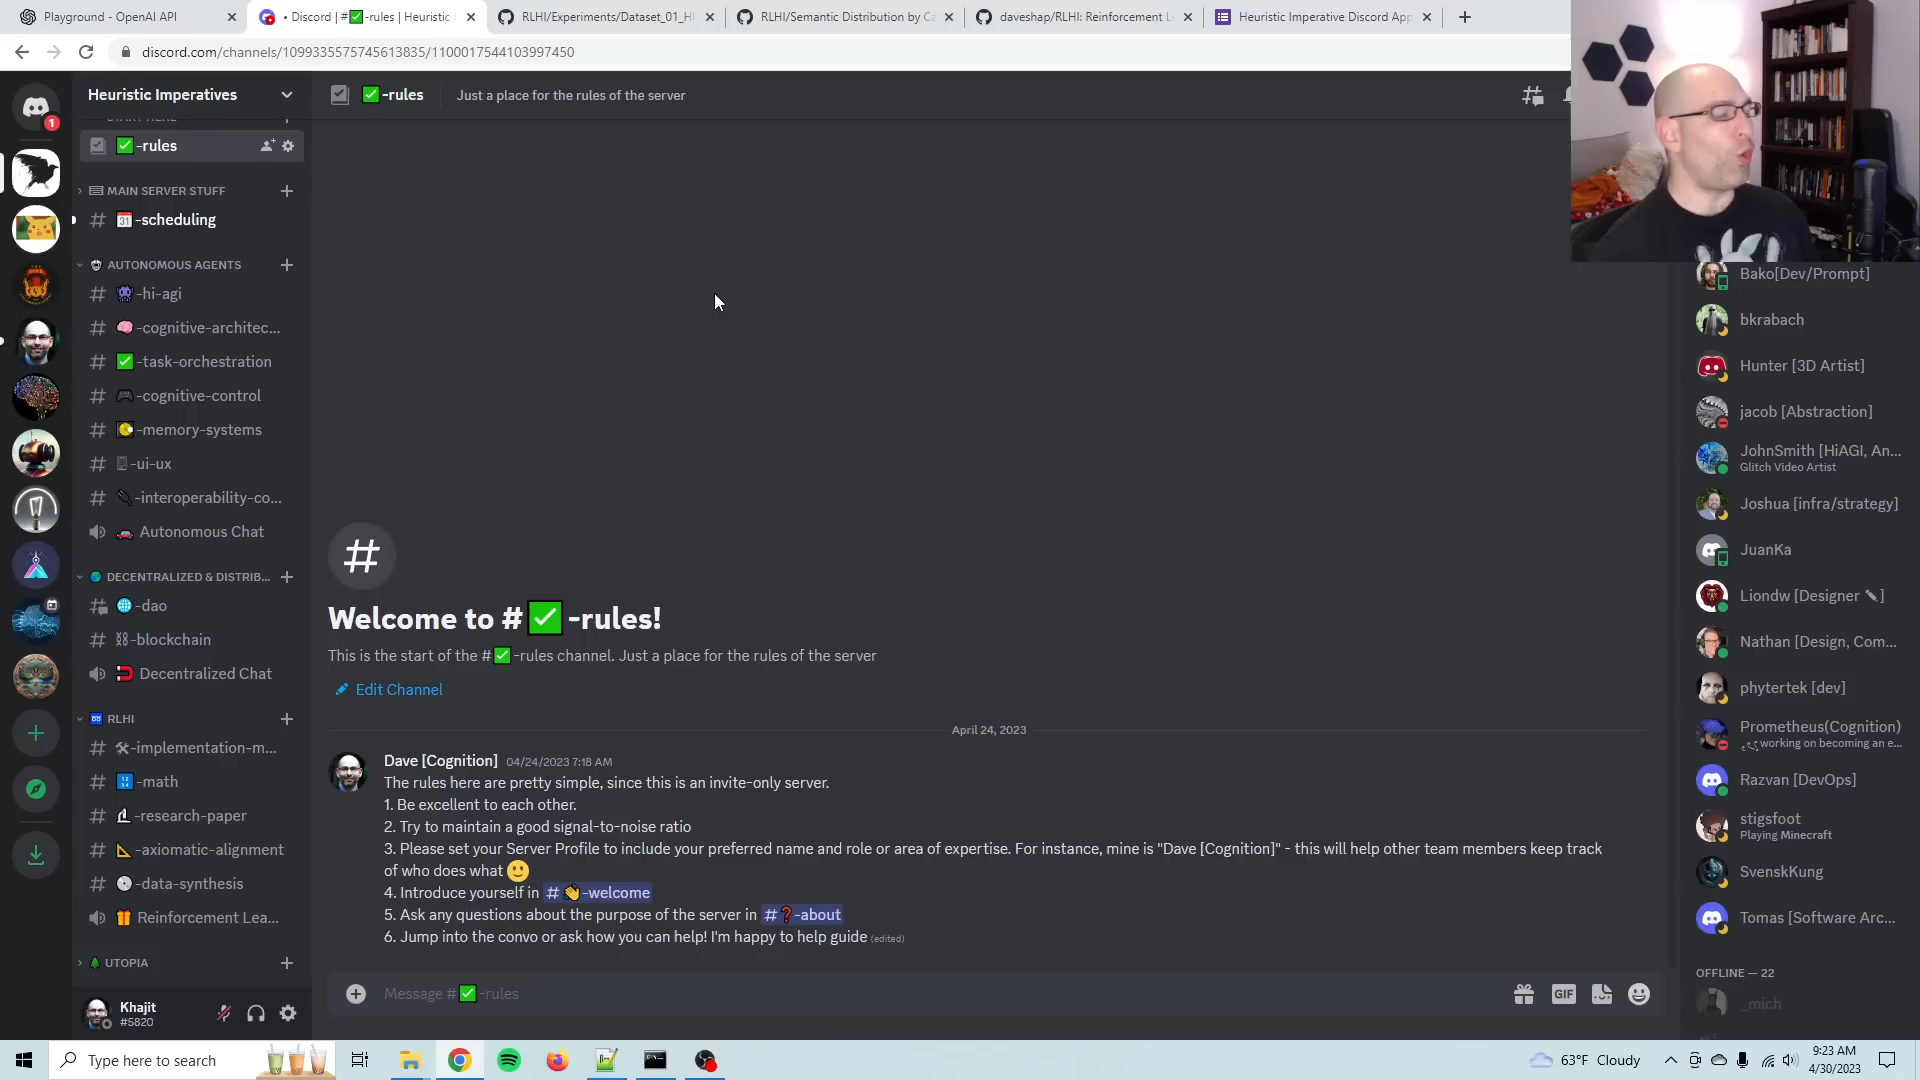 Playground - OpenAI API
• Discord | #✅-rules | Heuristic
RLHI/Experiments/Dataset_01_HI
RLHI/Semantic Distribution by Ca
daveshap/RLHI: Reinforcement Le
Heuristic Imperative Discord App
discord.com/channels/1099335575745613835/1100017544103997450
Heuristic Imperatives
✅-rules
Just a place for the rules of the server
1
START HERE
✅-rules
MAIN SERVER STUFF
31-scheduling
AUTONOMOUS AGENTS
-hi-agi
-cognitive-architec...
✅-task-orchestration
-cognitive-control
-memory-systems
-ui-ux
-interoperability-co...
Autonomous Chat
DECENTRALIZED & DISTRIB...
-dao
-blockchain
Decentralized Chat
RLHI
-implementation-m...
-math
-research-paper
-axiomatic-alignment
-data-synthesis
Reinforcement Lea...
UTOPIA
Khajit
#5820
Welcome to #✅-rules!
This is the start of the #✅-rules channel. Just a place for the rules of the server
Edit Channel
April 24, 2023
Dave [Cognition] 04/24/2023 7:18 AM
The rules here are pretty simple, since this is an invite-only server.
1. Be excellent to each other.
2. Try to maintain a good signal-to-noise ratio
3. Please set your Server Profile to include your preferred name and role or area of expertise. For instance, mine is "Dave [Cognition]" - this will help other team members keep track
of who does what 🙂
4. Introduce yourself in #👏-welcome
5. Ask any questions about the purpose of the server in #❓-about
6. Jump into the convo or ask how you can help! I'm happy to help guide (edited)
Message #✅-rules
GIF
Bako[Dev/Prompt]
bkrabach
Hunter [3D Artist]
jacob [Abstraction]
JohnSmith [HiAGI, An...
Glitch Video Artist
Joshua [infra/strategy]
JuanKa
Liondw [Designer ✎]
Nathan [Design, Com...
phytertek [dev]
Prometheus(Cognition)
working on becoming an e...
Razvan [DevOps]
stigsfoot
Playing Minecraft
SvenskKung
Tomas [Software Arc...
OFFLINE — 22
_mich
Type here to search
63°F Cloudy
9:23 AM
4/30/2023